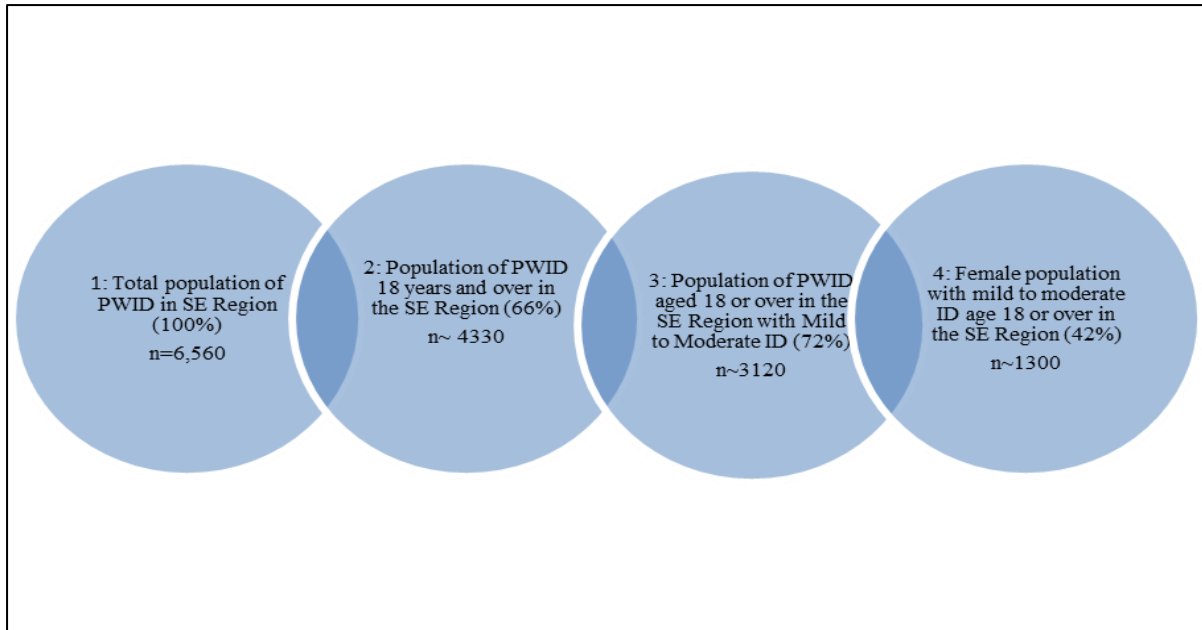 1: Total population of
PWID in SE Region
(100%)
n=6,560
2: Population of PWID
18 years and over in
the SE Region (66%)
n~ 4330
3: Population of PWID
aged 18 or over in the
SE Region with Mild
to Moderate ID (72%)
n~3120
4: Female population
with mild to moderate
ID age 18 or over in
the SE Region (42%)
n~1300